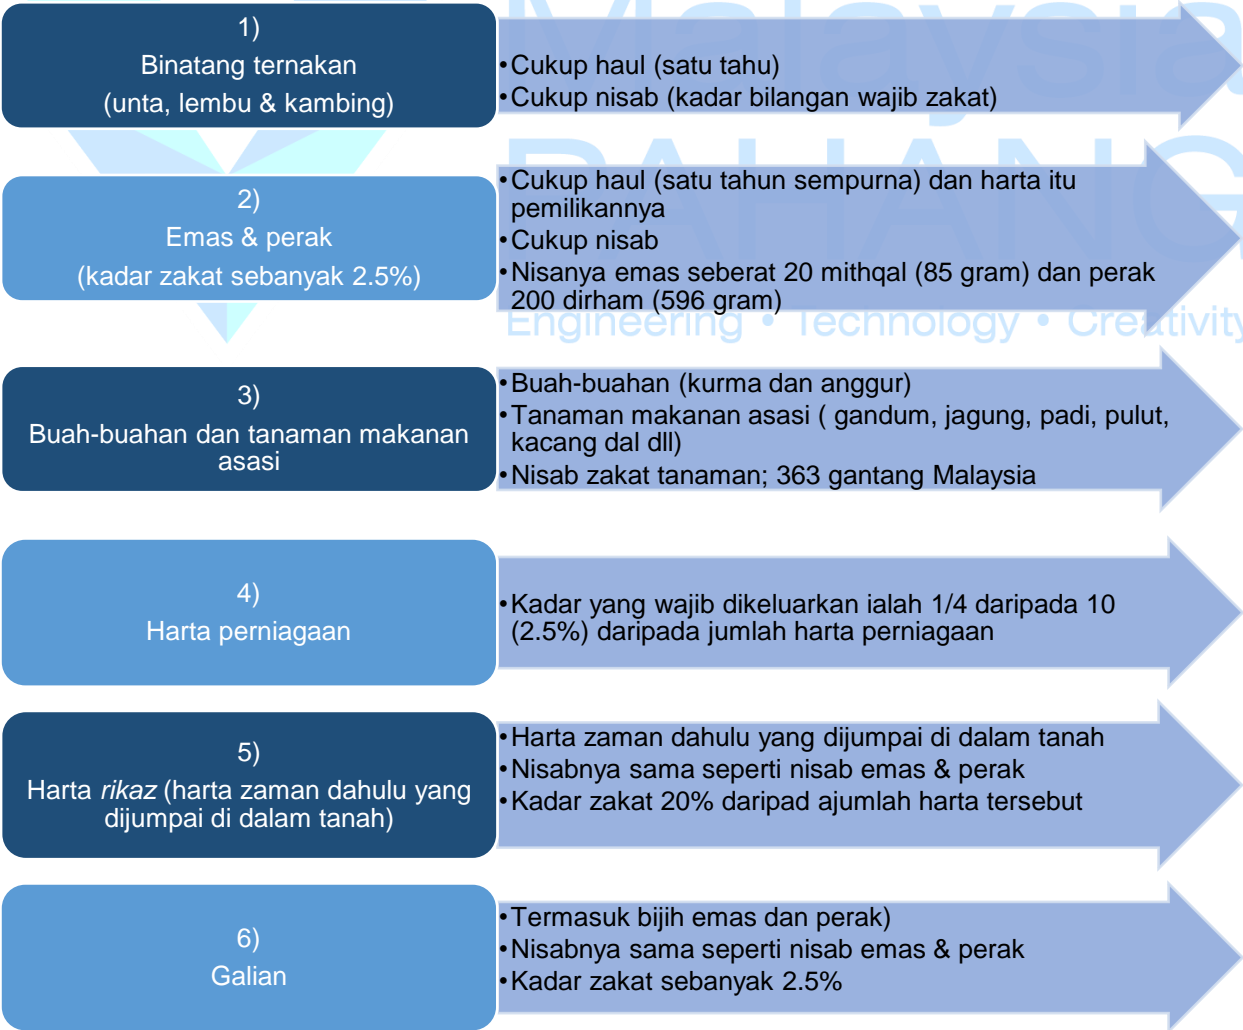 Malaysia
PAHANG
Engineering • Technology • Creativity
1)
Binatang ternakan
(unta, lembu & kambing)
•Cukup haul (satu tahu)
•Cukup nisab (kadar bilangan wajib zakat)
2)
Emas & perak
(kadar zakat sebanyak 2.5%)
•Cukup haul (satu tahun sempurna) dan harta itu
pemilikannya
•Cukup nisab
•Nisanya emas seberat 20 mithqal (85 gram) dan perak
200 dirham (596 gram)
3)
Buah-buahan dan tanaman makanan
asasi
•Buah-buahan (kurma dan anggur)
•Tanaman makanan asasi ( gandum, jagung, padi, pulut,
kacang dal dll)
•Nisab zakat tanaman; 363 gantang Malaysia
4)
Harta perniagaan
•Kadar yang wajib dikeluarkan ialah 1/4 daripada 10
(2.5%) daripada jumlah harta perniagaan
5)
Harta rikaz (harta zaman dahulu yang
dijumpai di dalam tanah)
•Harta zaman dahulu yang dijumpai di dalam tanah
•Nisabnya sama seperti nisab emas & perak
•Kadar zakat 20% daripad ajumlah harta tersebut
6)
Galian
•Termasuk bijih emas dan perak)
•Nisabnya sama seperti nisab emas & perak
•Kadar zakat sebanyak 2.5%